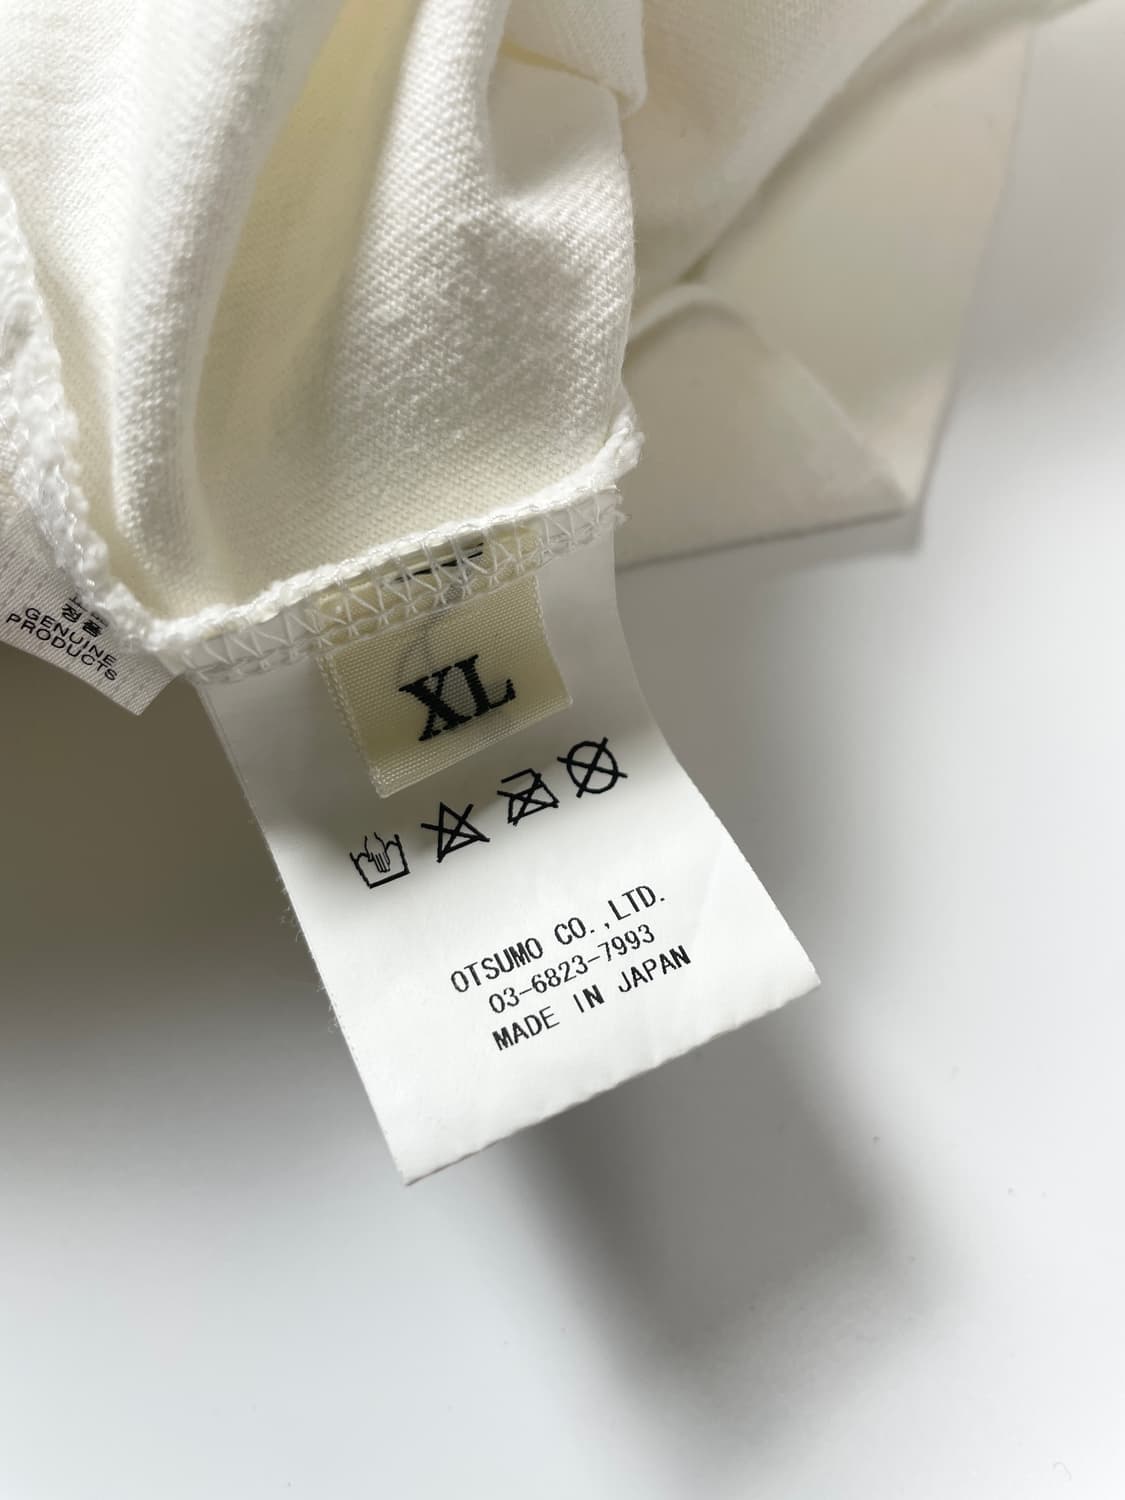 정품
GENUINE
PRODUCTS
XL
OTSUMO CO.,LTD.
03-6823-7993
MADE IN JAPAN